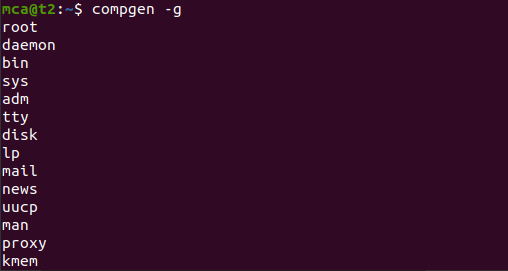 mca@t2:~$ compgen -g
root
daemon
bin
sys
adm
tty
disk
lp
mail
news
uucp
man
proxy
kmem